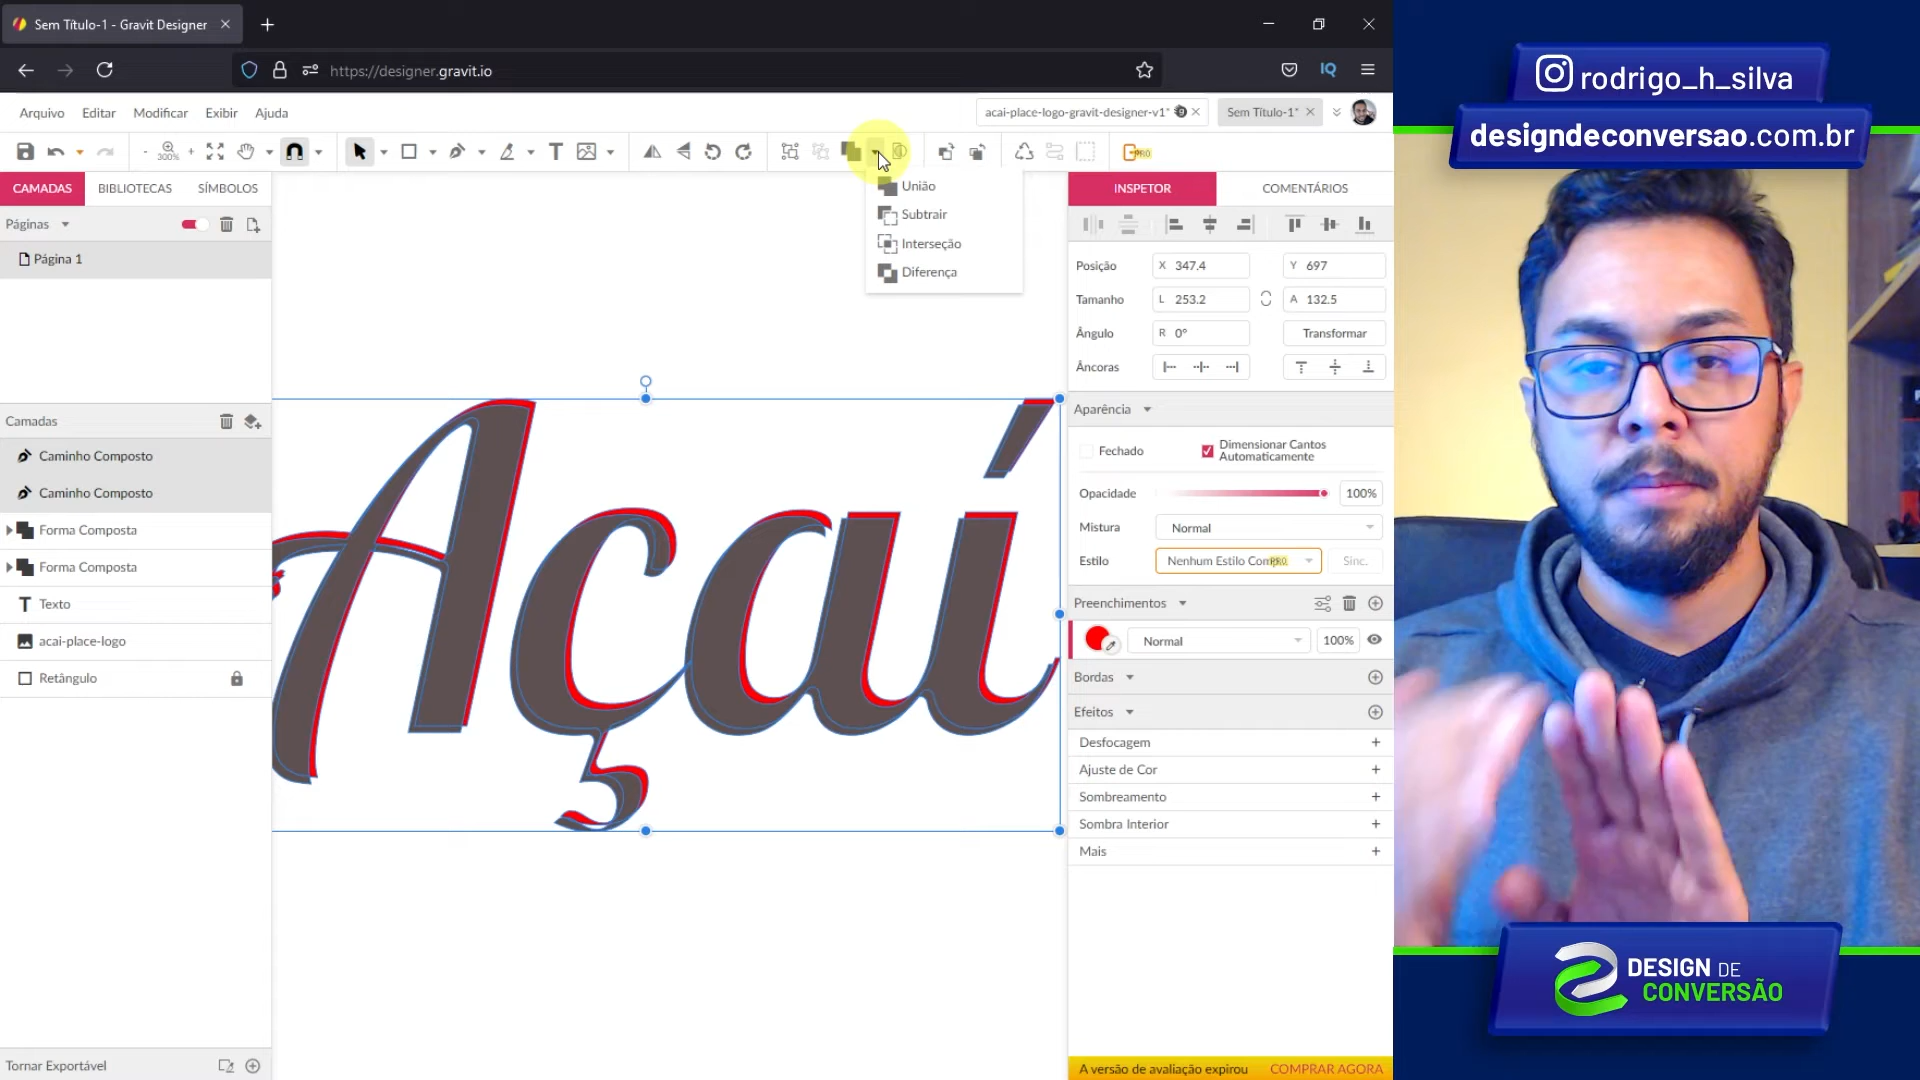 Sem Título-1 - Gravit Designer
https://designer.gravit.io
IQ
Arquivo Editar Modificar Exibir Ajuda
acai-place-logo-gravit-designer-v1*
Sem Título-1*
300%
PRO
CAMADAS BIBLIOTECAS SÍMBOLOS
Páginas
Página 1
Camadas
Caminho Composto
Caminho Composto
Forma Composta
Forma Composta
Texto
acai-place-logo
Retângulo
Tornar Exportável
União
Subtrair
Interseção
Diferença
Açaí
INSPETOR COMENTÁRIOS
Posição X 347.4 Y 697
Tamanho L 253.2 A 132.5
Ângulo R 0° Transformar
Âncoras
Aparência
Fechado
Dimensionar Cantos
Automaticamente
Opacidade 100%
Mistura Normal
Estilo Nenhum Estilo Comp PRO Sinc.
Preenchimentos
Normal 100%
Bordas
Efeitos
Desfocagem +
Ajuste de Cor +
Sombreamento +
Sombra Interior +
Mais +
A versão de avaliação expirou COMPRAR AGORA
rodrigo_h_silva
designdeconversao.com.br
DESIGN DE
CONVERSÃO